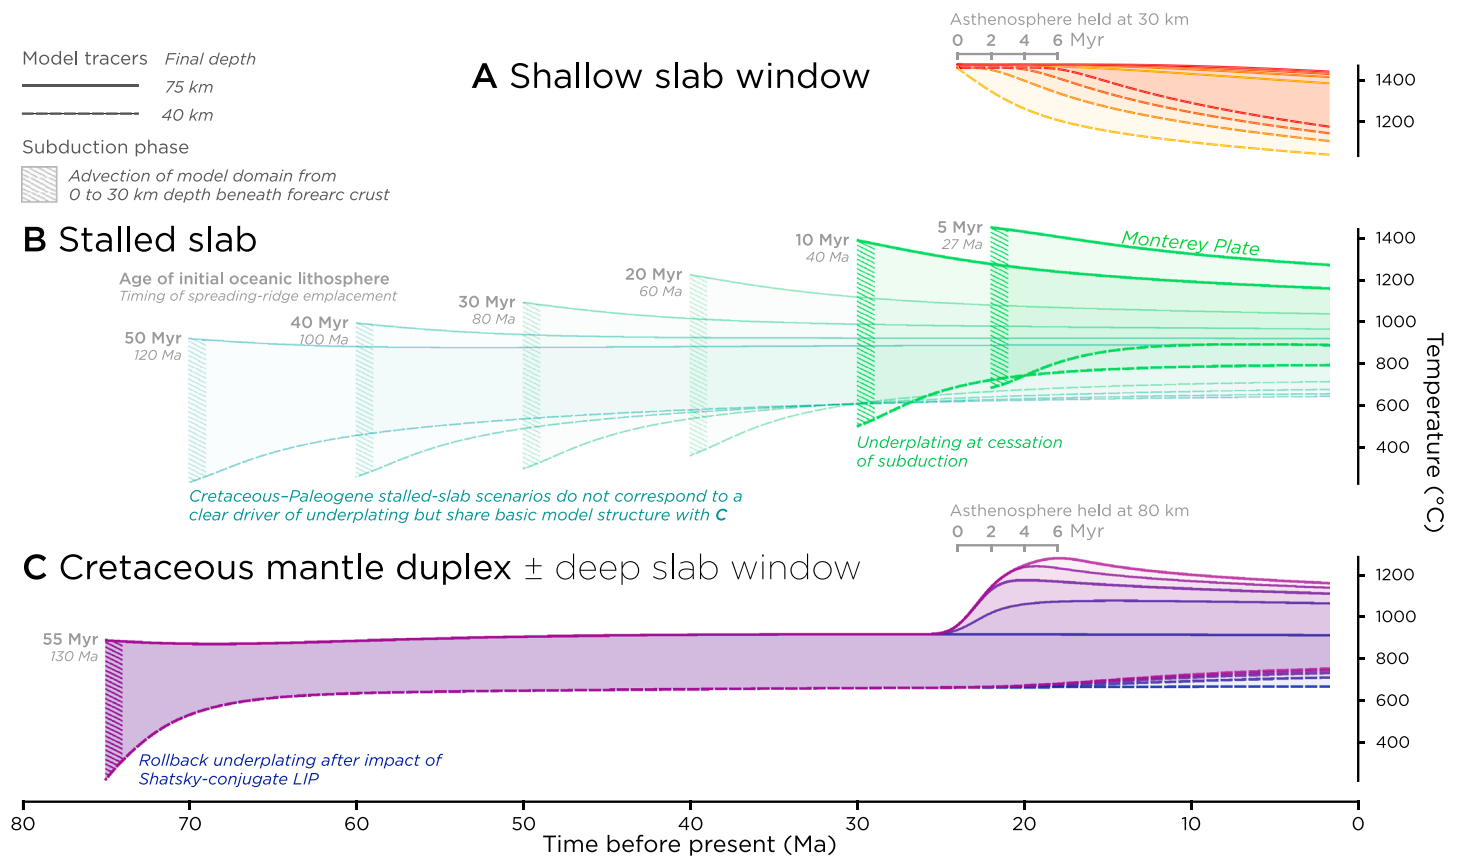 Model tracers Final depth
75 km
40 km
Subduction phase
Advection of model domain from
0 to 30 km depth beneath forearc crust
A Shallow slab window
Asthenosphere held at 30 km
0 2 4 6 Myr
1400
1200
B Stalled slab
Age of initial oceanic lithosphere
Timing of spreading-ridge emplacement
50 Myr
120 Ma
40 Myr
100 Ma
30 Myr
80 Ma
20 Myr
60 Ma
10 Myr
40 Ma
5 Myr
27 Ma
Monterey Plate
1400
1200
1000
800
600
400
Temperature (°C)
Underplating at cessation
of subduction
Cretaceous–Paleogene stalled-slab scenarios do not correspond to a
clear driver of underplating but share basic model structure with C
Asthenosphere held at 80 km
0 2 4 6 Myr
C Cretaceous mantle duplex ± deep slab window
55 Myr
130 Ma
1200
1000
800
600
400
Rollback underplating after impact of
Shatsky-conjugate LIP
80 70 60 50 40 30 20 10 0
Time before present (Ma)